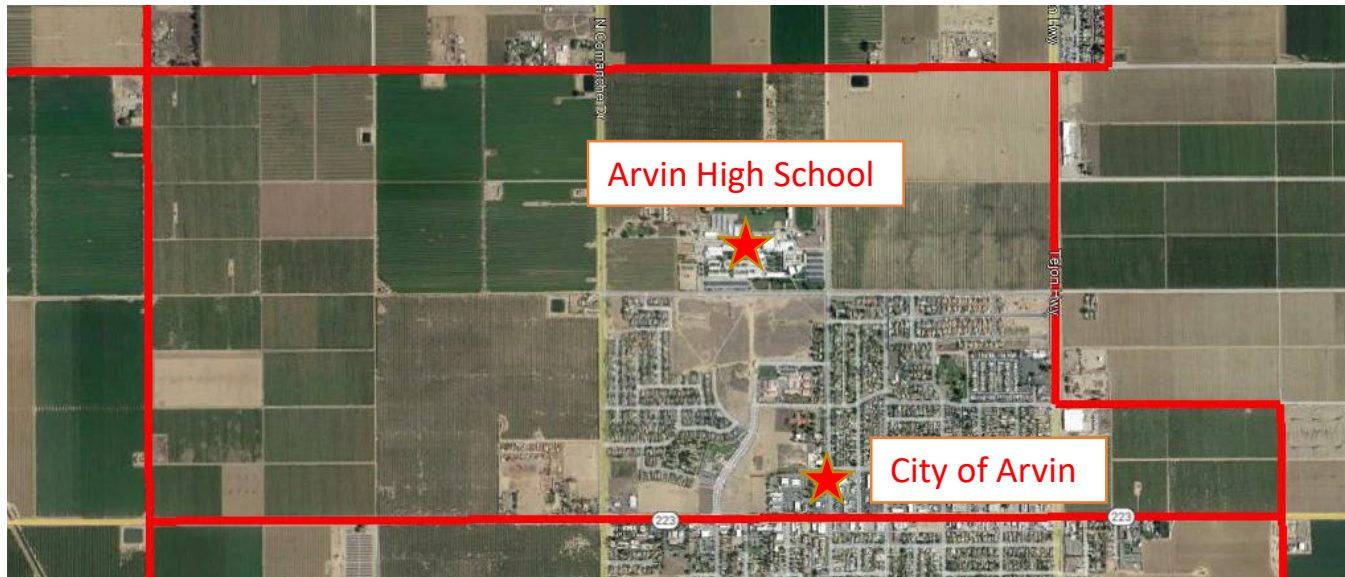 N Comanche Dr
Arvin High School
Tejon Hwy
City of Arvin
223
223